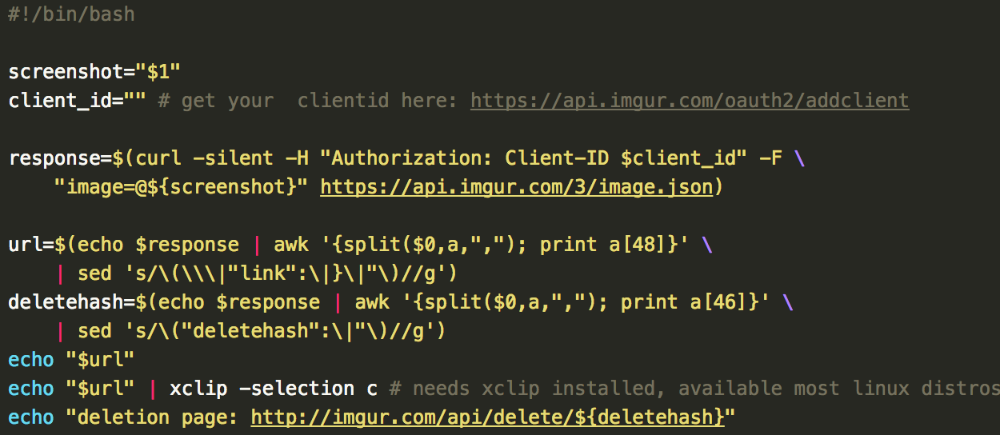 #!/bin/bash
screenshot="$1"
client_id="" # get your  clientid here: https://api.imgur.com/oauth2/addclient
response=$(curl -silent -H "Authorization: Client-ID $client_id" -F \
    "image=@${screenshot}" https://api.imgur.com/3/image.json)
url=$(echo $response | awk '{split($0,a,","); print a[48]}' \
    | sed 's/\(\\\|"link":\|}\|"\)//g')
deletehash=$(echo $response | awk '{split($0,a,","); print a[46]}' \
    | sed 's/\("deletehash":\|"\)//g')
echo "$url"
echo "$url" | xclip -selection c # needs xclip installed, available most linux distros
echo "deletion page: http://imgur.com/api/delete/${deletehash}"